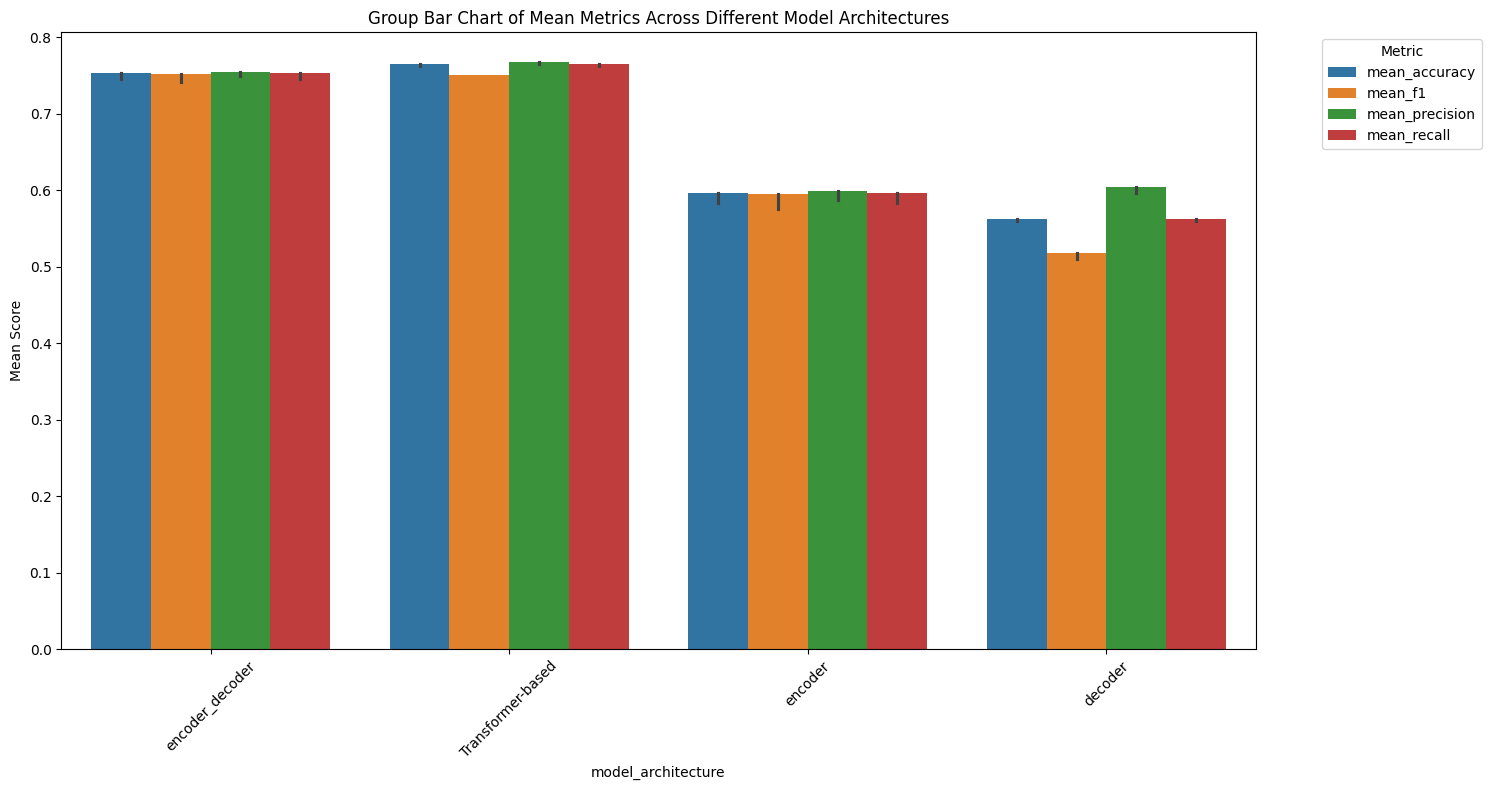 Group Bar Chart of Mean Metrics Across Different Model Architectures
Mean Score
0.8
0.7
0.6
0.5
0.4
0.3
0.2
0.1
0.0
encoder_decoder
Transformer-based
encoder
decoder
model_architecture
Metric
mean_accuracy
mean_f1
mean_precision
mean_recall